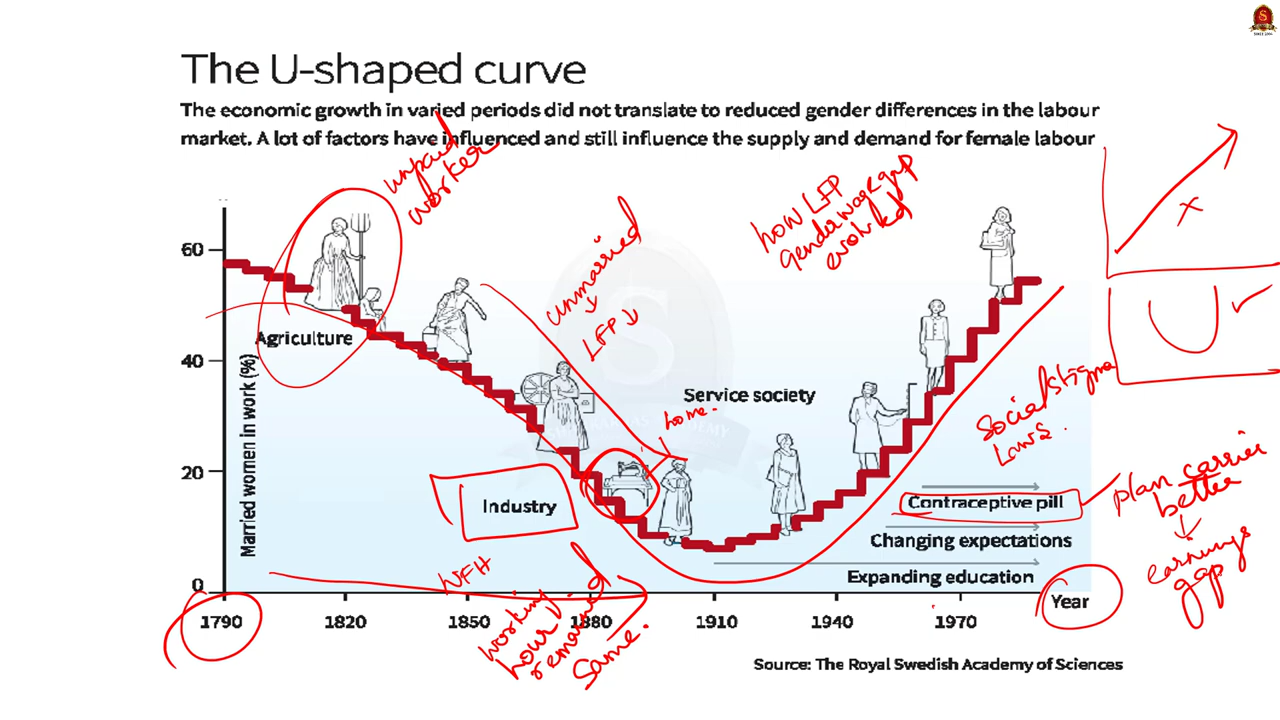 The U-shaped curve
The economic growth in varied periods did not translate to reduced gender differences in the labour
market. A lot of factors have influenced and still influence the supply and demand for female labour
unpaid
worker
how LFP
gender wage gap
evolved
unmarried
LFP
60
40
20
0
Married women in work (%)
Agriculture
Service society
home.
Industry
Social stigma
Laws.
Contraceptive pill
Changing expectations
Expanding education
plan carrier
better
earnings
gap
WFH
working
hour
remained
same.
1790
1820
1850
1880
1910
1940
1970
Year
Source: The Royal Swedish Academy of Sciences
S